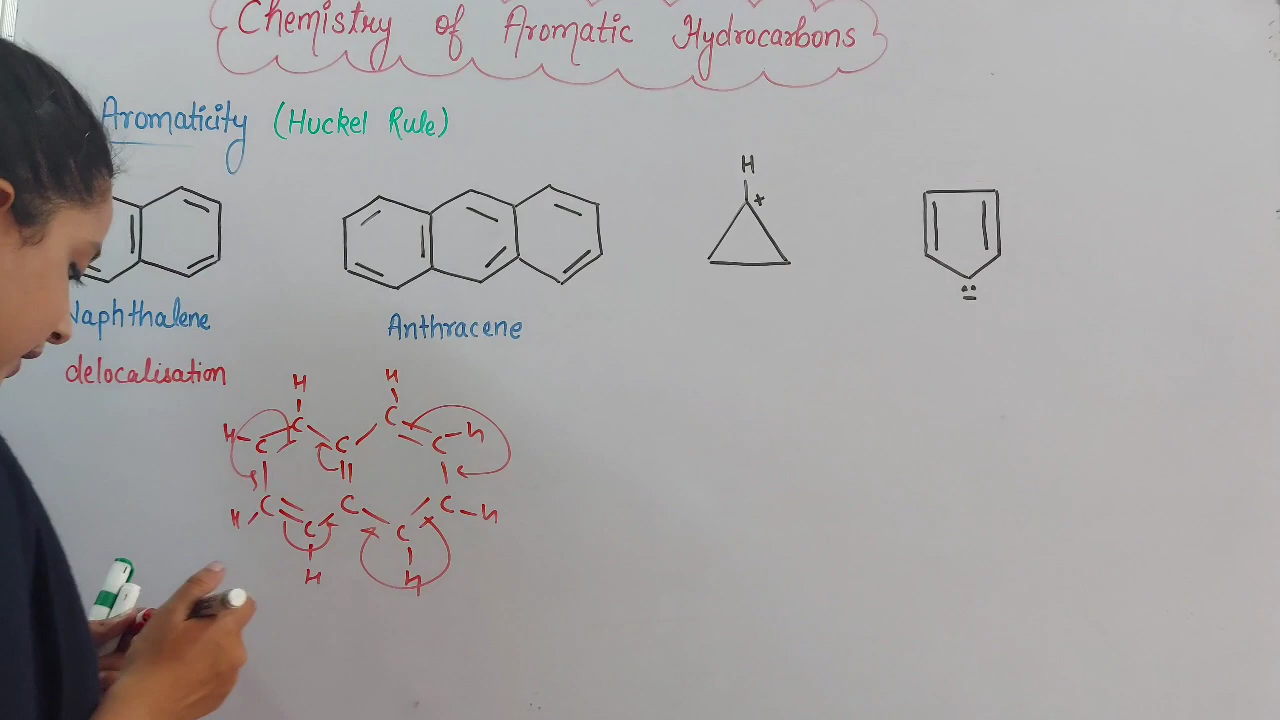 Chemistry of Aromatic Hydrocarbons
Aromaticity (Huckel Rule)
H
+
Naphthalene
Anthracene
delocalisation
H H
H C C C C C H
H C C C C C H
H H